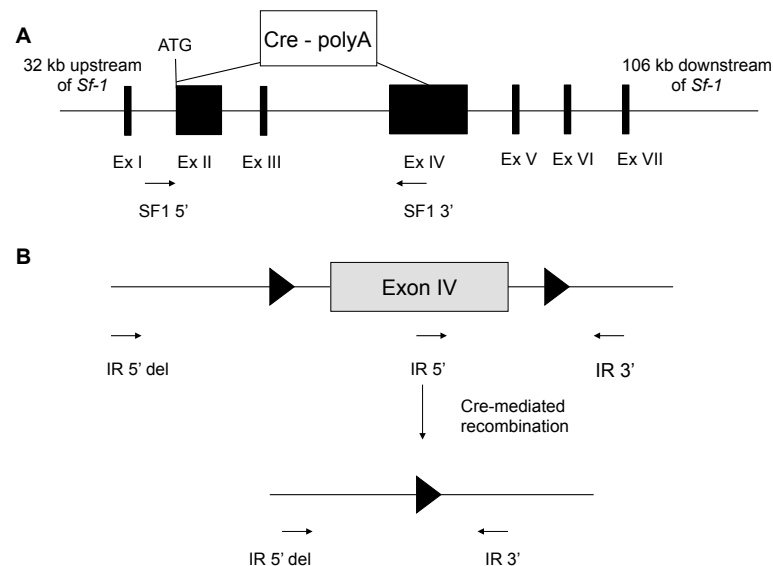 A
Cre - polyA
ATG
32 kb upstream
of Sf-1
106 kb downstream
of Sf-1
Ex I
Ex II
Ex III
Ex IV
Ex V
Ex VI
Ex VII
SF1 5’
SF1 3’
B
Exon IV
IR 5’ del
IR 5’
IR 3’
Cre-mediated
recombination
IR 5’ del
IR 3’